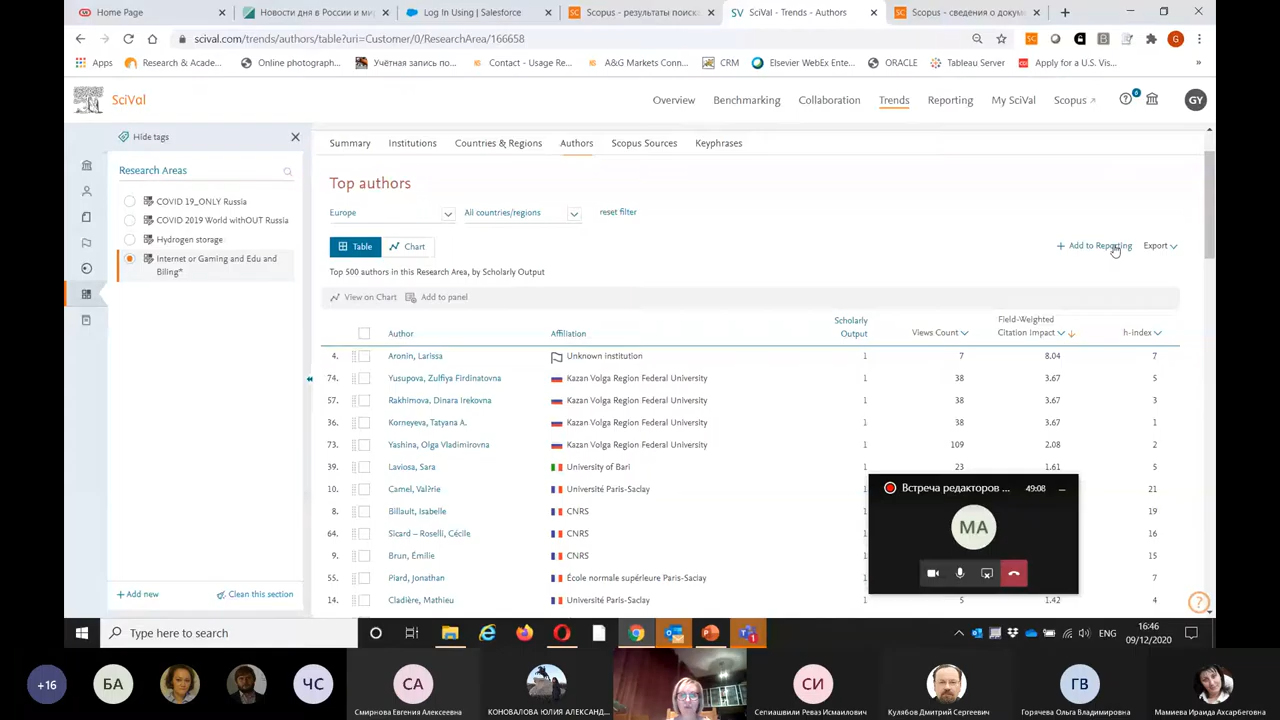 Home Page
Новости дня в России и ми
Log In Using | Salesforce
Scopus - результаты поиска
SciVal - Trends - Authors
Scopus - сведения о докум
scival.com/trends/authors/table?uri=Customer/0/ResearchArea/166658
Apps
Research & Acade...
Online photograph...
Учётная запись по...
Contact - Usage Re...
A&G Markets Conn...
CRM
Elsevier WebEx Ente...
ORACLE
Tableau Server
Apply for a U.S. Vis...
SciVal
Overview
Benchmarking
Collaboration
Trends
Reporting
My SciVal
Scopus
6
GY
Hide tags
Summary
Institutions
Countries & Regions
Authors
Scopus Sources
Keyphrases
Research Areas
COVID 19_ONLY Russia
COVID 2019 World withOUT Russia
Hydrogen storage
Internet or Gaming and Edu and
Biling*
Add new
Clean this section
Top authors
Europe
All countries/regions
reset filter
Table
Chart
+ Add to Reporting
Export
Top 500 authors in this Research Area, by Scholarly Output
View on Chart
Add to panel
Author
Affiliation
Scholarly
Output
Views Count
Field-Weighted
Citation Impact
h-index
4. Aronin, Larissa Unknown institution 1 7 8.04 7
74. Yusupova, Zulfiya Firdinatovna Kazan Volga Region Federal University 1 38 3.67 5
57. Rakhimova, Dinara Irekovna Kazan Volga Region Federal University 1 38 3.67 3
36. Korneyeva, Tatyana A. Kazan Volga Region Federal University 1 38 3.67 1
73. Yashina, Olga Vladimirovna Kazan Volga Region Federal University 1 109 2.08 2
39. Laviosa, Sara University of Bari 1 23 1.61 5
10. Camel, Val?rie Université Paris-Saclay 21
8. Billault, Isabelle CNRS 19
64. Sicard – Roselli, Cécile CNRS 16
9. Brun, Émilie CNRS 15
55. Piard, Jonathan École normale supérieure Paris-Saclay 7
14. Cladière, Mathieu Université Paris-Saclay 1 5 1.42 4
Встреча редакторов ...
49:08
MA
Type here to search
ENG
16:46
09/12/2020
+16
БА
ЧС
СА
СИ
ГВ
Смирнова Евгения Алексеевна
КОНОВАЛОВА ЮЛИЯ АЛЕКСАНД...
Сепиашвили Реваз Исмаилович
Кулябов Дмитрий Сергеевич
Горячева Ольга Владимировна
Мамиева Ираида Ахсарбеговна